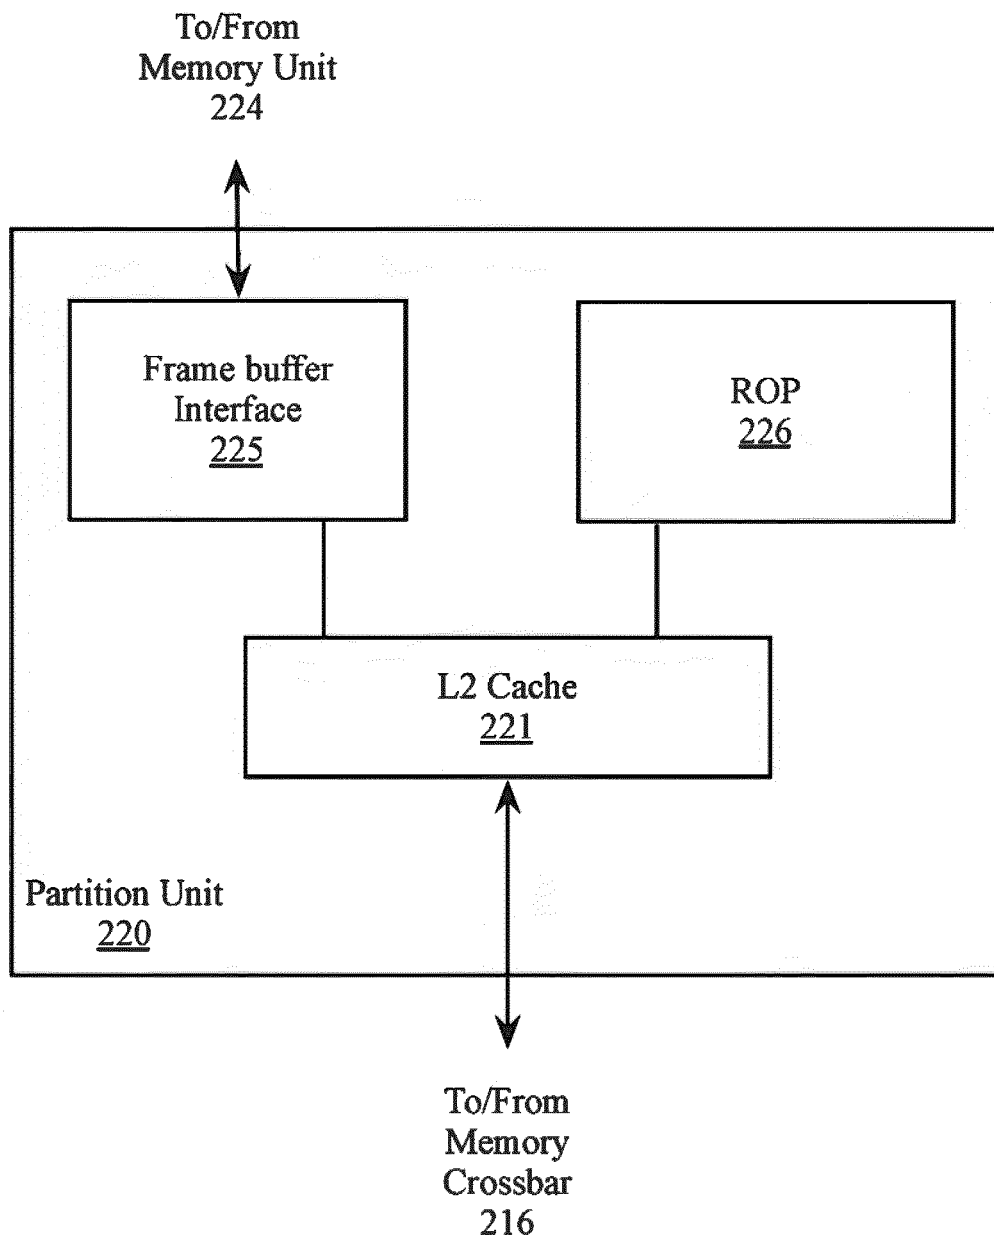 To/From
Memory Unit
224
Frame buffer
Interface
225
ROP
226
L2 Cache
221
Partition Unit
220
To/From
Memory
Crossbar
216